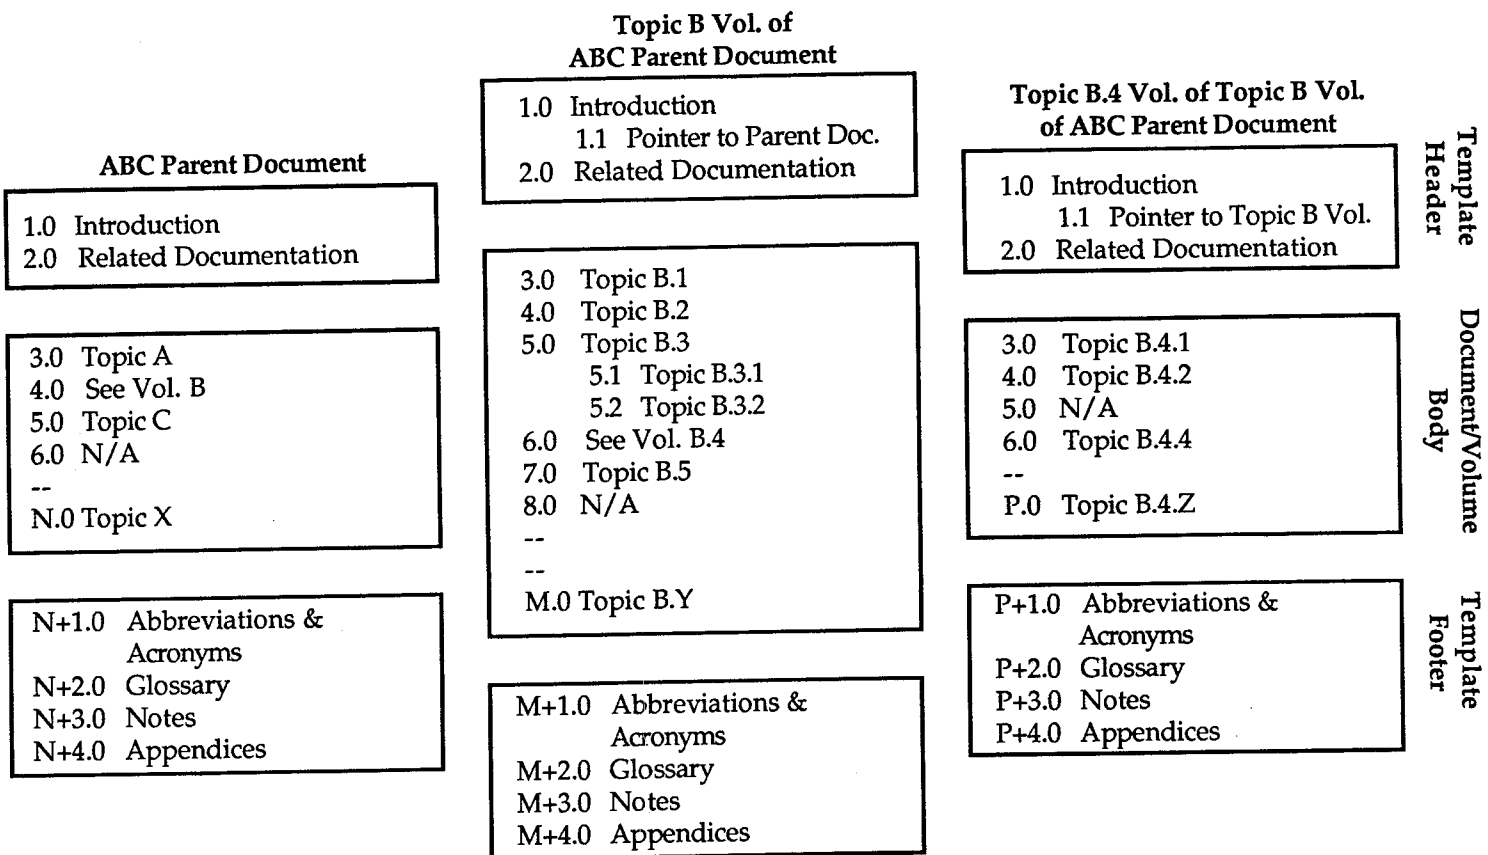 ABC Parent Document
1.0 Introduction
2.0 Related Documentation
3.0 Topic A
4.0 See Vol. B
5.0 Topic C
6.0 N/A
--
N.0 Topic X
N+1.0 Abbreviations &
Acronyms
N+2.0 Glossary
N+3.0 Notes
N+4.0 Appendices
Topic B Vol. of
ABC Parent Document
1.0 Introduction
1.1 Pointer to Parent Doc.
2.0 Related Documentation
3.0 Topic B.1
4.0 Topic B.2
5.0 Topic B.3
5.1 Topic B.3.1
5.2 Topic B.3.2
6.0 See Vol. B.4
7.0 Topic B.5
8.0 N/A
--
--
M.0 Topic B.Y
M+1.0 Abbreviations &
Acronyms
M+2.0 Glossary
M+3.0 Notes
M+4.0 Appendices
Topic B.4 Vol. of Topic B Vol.
of ABC Parent Document
1.0 Introduction
1.1 Pointer to Topic B Vol.
2.0 Related Documentation
3.0 Topic B.4.1
4.0 Topic B.4.2
5.0 N/A
6.0 Topic B.4.4
--
P.0 Topic B.4.Z
P+1.0 Abbreviations &
Acronyms
P+2.0 Glossary
P+3.0 Notes
P+4.0 Appendices
Template
Header
Document/Volume
Body
Template
Footer